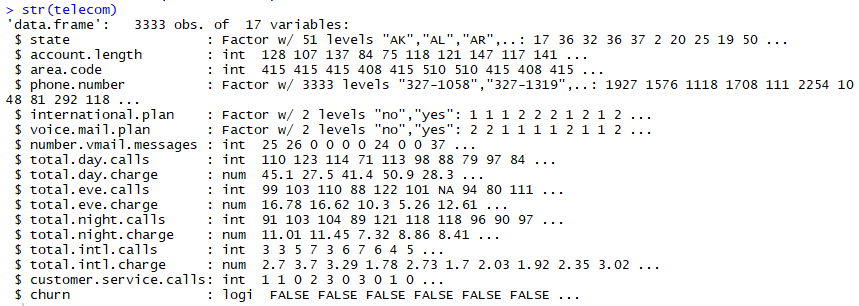 > str(telecom)
'data.frame':   3333 obs. of  17 variables:
 $ state                 : Factor w/ 51 levels "AK","AL","AR",..: 17 36 32 36 37 2 20 25 19 50 ...
 $ account.length        : int  128 107 137 84 75 118 121 147 117 141 ...
 $ area.code             : int  415 415 415 408 415 510 510 415 408 415 ...
 $ phone.number          : Factor w/ 3333 levels "327-1058","327-1319",..: 1927 1576 1118 1708 111 2254 10
48 81 292 118 ...
 $ international.plan    : Factor w/ 2 levels "no","yes": 1 1 1 2 2 2 1 2 1 2 ...
 $ voice.mail.plan       : Factor w/ 2 levels "no","yes": 2 2 1 1 1 1 2 1 1 2 ...
 $ number.vmail.messages : int  25 26 0 0 0 0 24 0 0 37 ...
 $ total.day.calls       : int  110 123 114 71 113 98 88 79 97 84 ...
 $ total.day.charge      : num  45.1 27.5 41.4 50.9 28.3 ...
 $ total.eve.calls       : int  99 103 110 88 122 101 NA 94 80 111 ...
 $ total.eve.charge      : num  16.78 16.62 10.3 5.26 12.61 ...
 $ total.night.calls     : int  91 103 104 89 121 118 118 96 90 97 ...
 $ total.night.charge    : num  11.01 11.45 7.32 8.86 8.41 ...
 $ total.intl.calls      : int  3 3 5 7 3 6 7 6 4 5 ...
 $ total.intl.charge     : num  2.7 3.7 3.29 1.78 2.73 1.7 2.03 1.92 2.35 3.02 ...
 $ customer.service.calls: int  1 1 0 2 3 0 3 0 1 0 ...
 $ churn                 : logi  FALSE FALSE FALSE FALSE FALSE FALSE ...